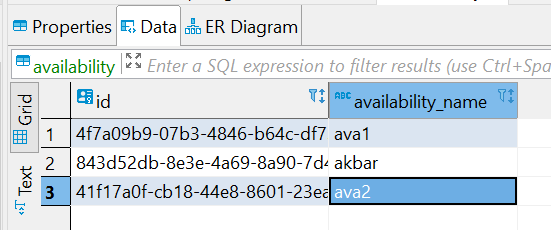 Properties Data ER Diagram
availability Enter a SQL expression to filter results (use Ctrl+Spa
id availability_name
Grid
Text
1 4f7a09b9-07b3-4846-b64c-df7 ava1
2 843d52db-8e3e-4a69-8a90-7d4 akbar
3 41f17a0f-cb18-44e8-8601-23ea ava2